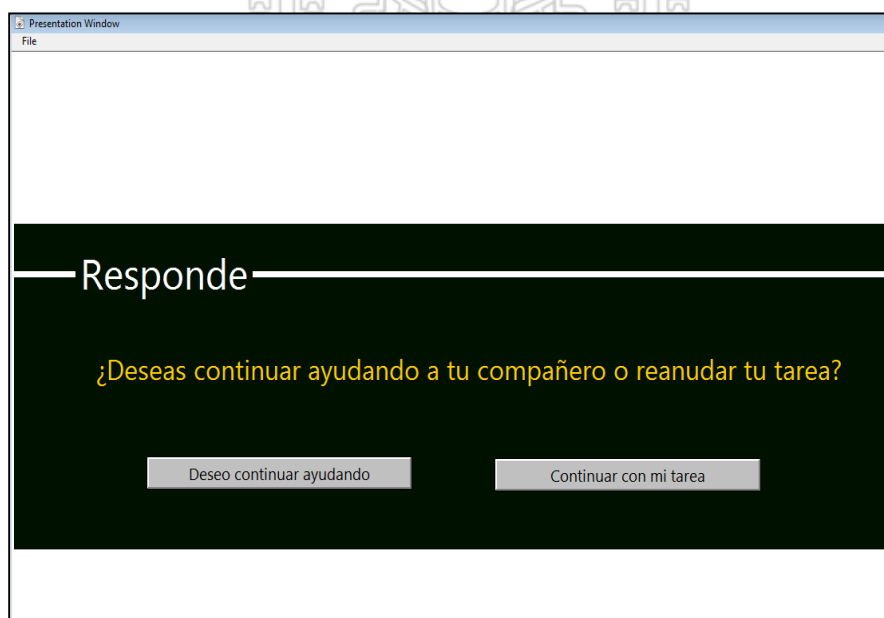 Presentation Window
File
Responde
¿Deseas continuar ayudando a tu compañero o reanudar tu tarea?
Deseo continuar ayudando
Continuar con mi tarea